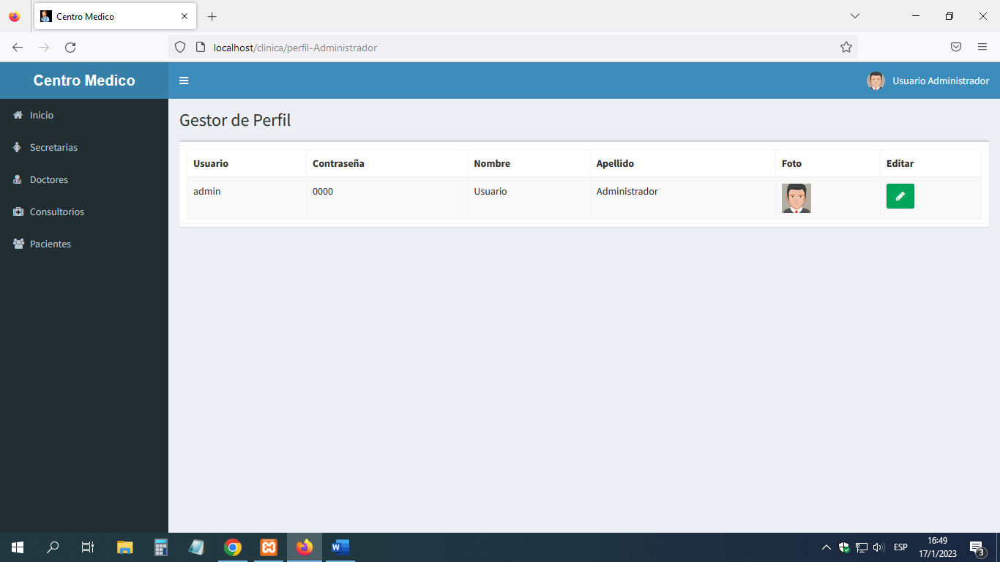 Centro Medico
localhost/clinica/perfil-Administrador
Centro Medico
Usuario Administrador
Inicio
Secretarias
Doctores
Consultorios
Pacientes
Gestor de Perfil
Usuario Contraseña Nombre Apellido Foto Editar
admin 0000 Usuario Administrador
ESP
16:49
17/1/2023
3